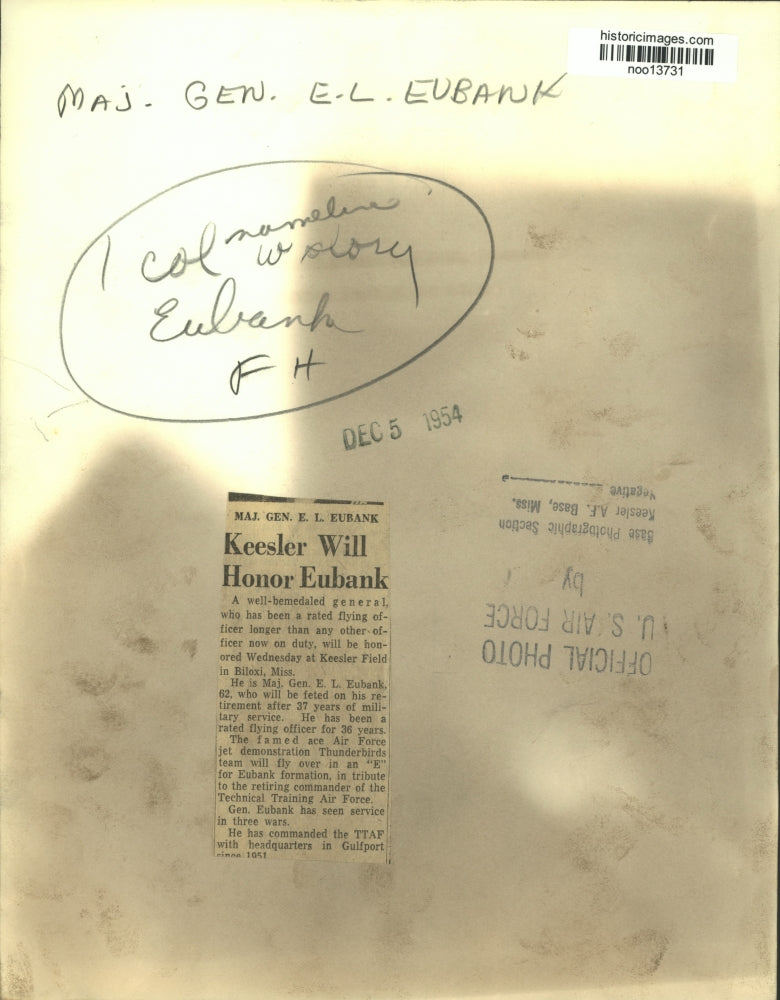 historicimages.com
noo13731
MAJ. GEN. E.L. EUBANK
1 col nameline
w story
Eubank
F H
DEC 5 1954
MAJ. GEN. E. L. EUBANK
Keesler Will
Honor Eubank
A well-bemedaled general,
who has been a rated flying of-
ficer longer than any other of-
ficer now on duty, will be hon-
ored Wednesday at Keesler Field
in Biloxi, Miss.
He is Maj. Gen. E. L. Eubank,
62, who will be feted on his re-
tirement after 37 years of mili-
tary service. He has been a
rated flying officer for 36 years.
The famed ace Air Force
jet demonstration Thunderbirds
team will fly over in an "E"
for Eubank formation, in tribute
to the retiring commander of the
Technical Training Air Force.
Gen. Eubank has seen service
in three wars.
He has commanded the TTAF
with headquarters in Gulfport
since 1951
OFFICIAL PHOTO
U. S. AIR FORCE
by
Base Photographic Section
Keesler A.F. Base, Miss.
Negative